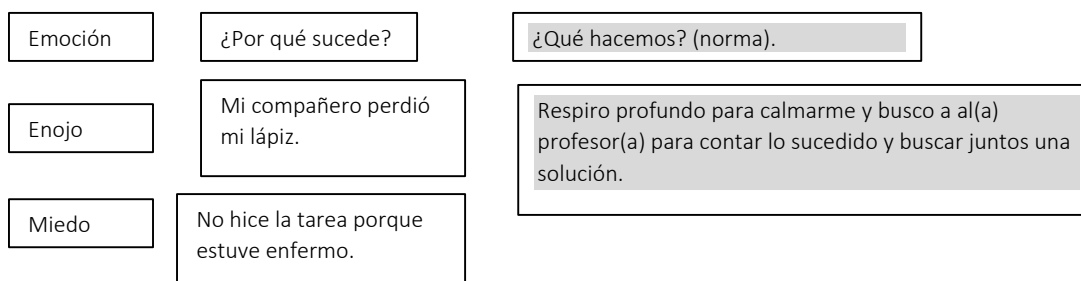 Emoción
¿Por qué sucede?
¿Qué hacemos? (norma).
Enojo
Mi compañero perdió
mi lápiz.
Respiro profundo para calmarme y busco a al(a)
profesor(a) para contar lo sucedido y buscar juntos una
solución.
Miedo
No hice la tarea porque
estuve enfermo.